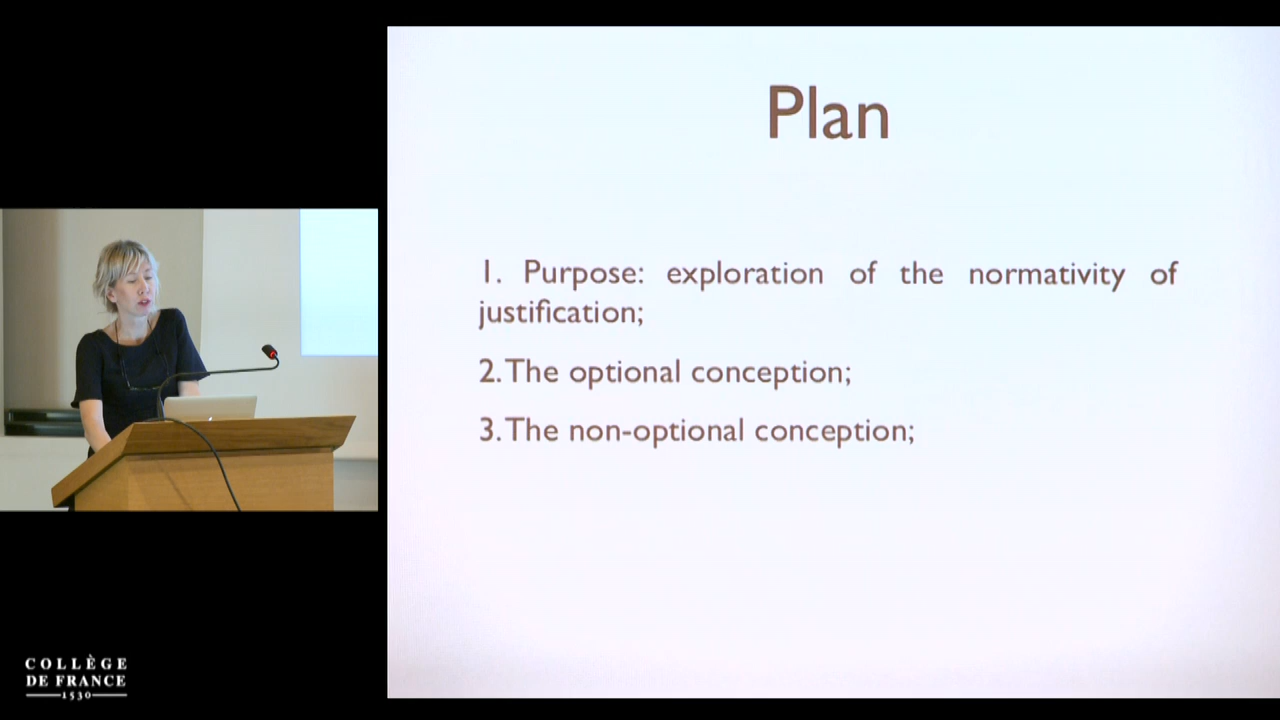 Plan
1. Purpose: exploration of the normativity of
justification;
2. The optional conception;
3. The non-optional conception;
COLLÈGE
DE FRANCE
1530